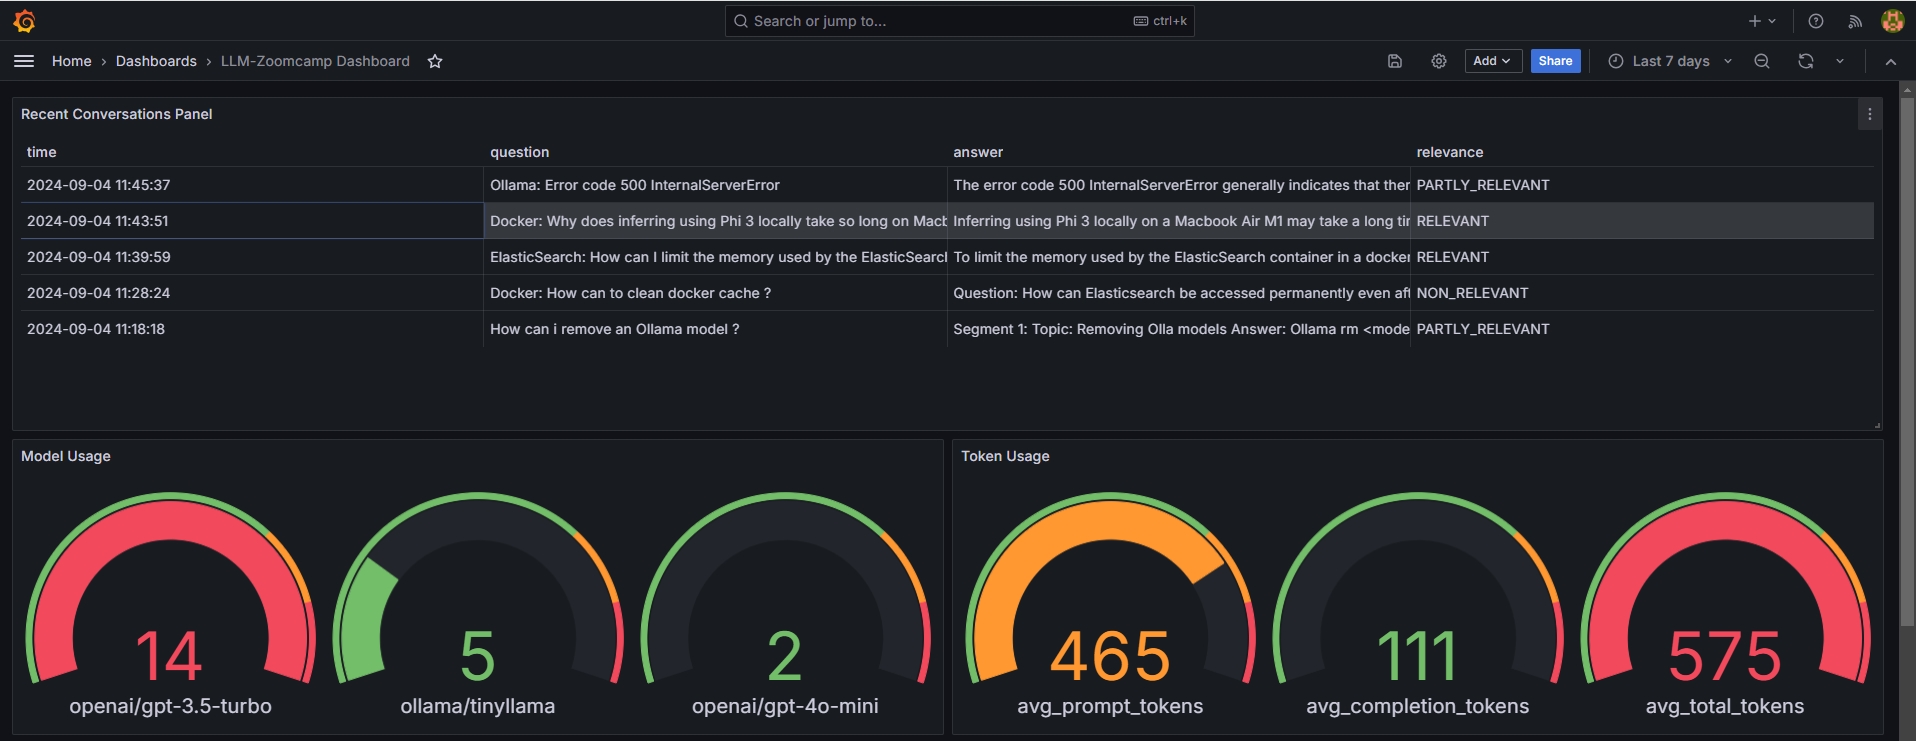 Search or jump to... ctrl+k
Home › Dashboards › LLM-Zoomcamp Dashboard Add Share Last 7 days
Recent Conversations Panel
time question answer relevance
2024-09-04 11:45:37 Ollama: Error code 500 InternalServerError The error code 500 InternalServerError generally indicates that ther PARTLY_RELEVANT
2024-09-04 11:43:51 Docker: Why does inferring using Phi 3 locally take so long on Macb Inferring using Phi 3 locally on a Macbook Air M1 may take a long tir RELEVANT
2024-09-04 11:39:59 ElasticSearch: How can I limit the memory used by the ElasticSearcl To limit the memory used by the ElasticSearch container in a docker RELEVANT
2024-09-04 11:28:24 Docker: How can to clean docker cache ? Question: How can Elasticsearch be accessed permanently even aft NON_RELEVANT
2024-09-04 11:18:18 How can i remove an Ollama model ? Segment 1: Topic: Removing Olla models Answer: Ollama rm <mode PARTLY_RELEVANT
Model Usage
14 5 2
openai/gpt-3.5-turbo ollama/tinyllama openai/gpt-4o-mini
Token Usage
465 111 575
avg_prompt_tokens avg_completion_tokens avg_total_tokens